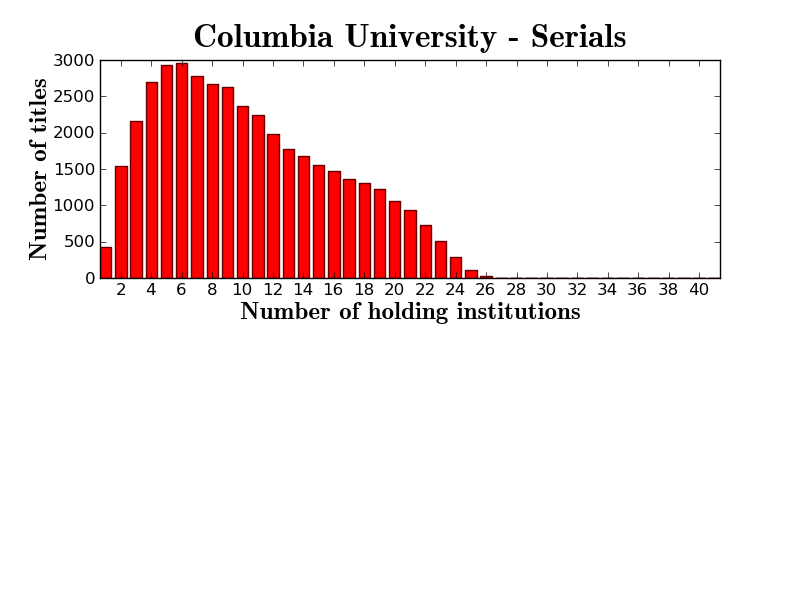 Columbia University - Serials
Number of titles
3000
2500
2000
1500
1000
500
0
2 4 6 8 10 12 14 16 18 20 22 24 26 28 30 32 34 36 38 40
Number of holding institutions